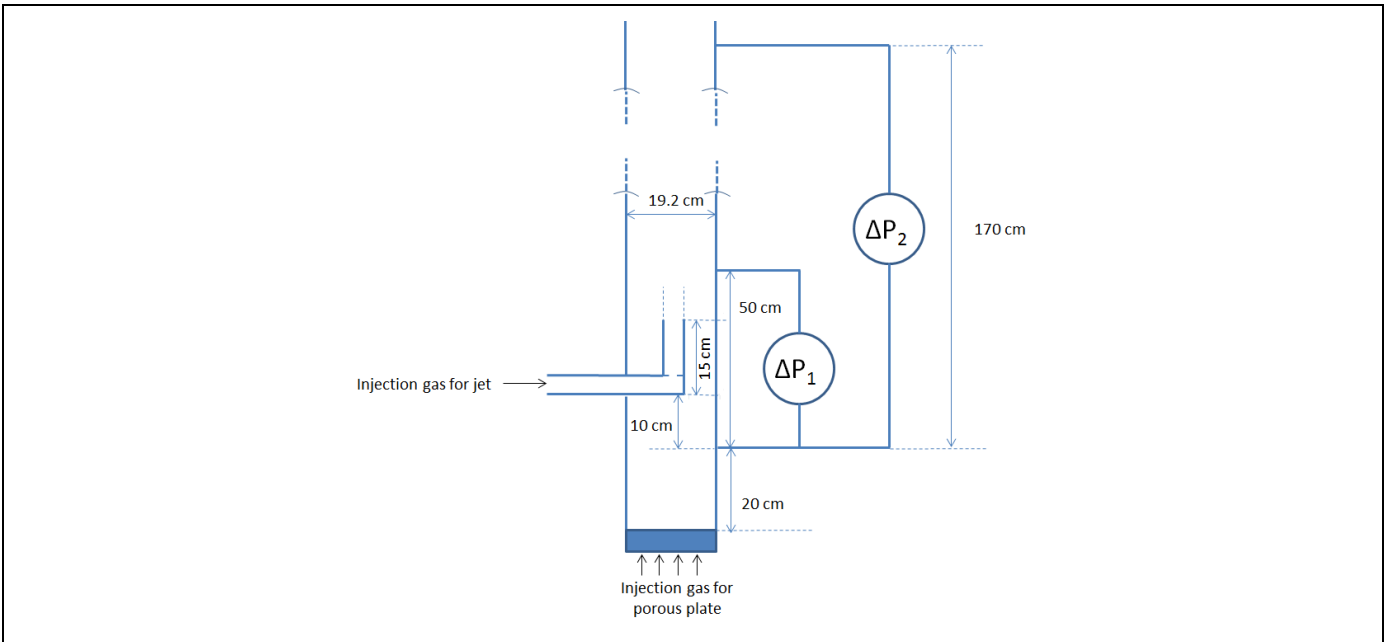 19.2 cm
ΔP2
170 cm
50 cm
15 cm
ΔP1
Injection gas for jet
10 cm
20 cm
Injection gas for
porous plate